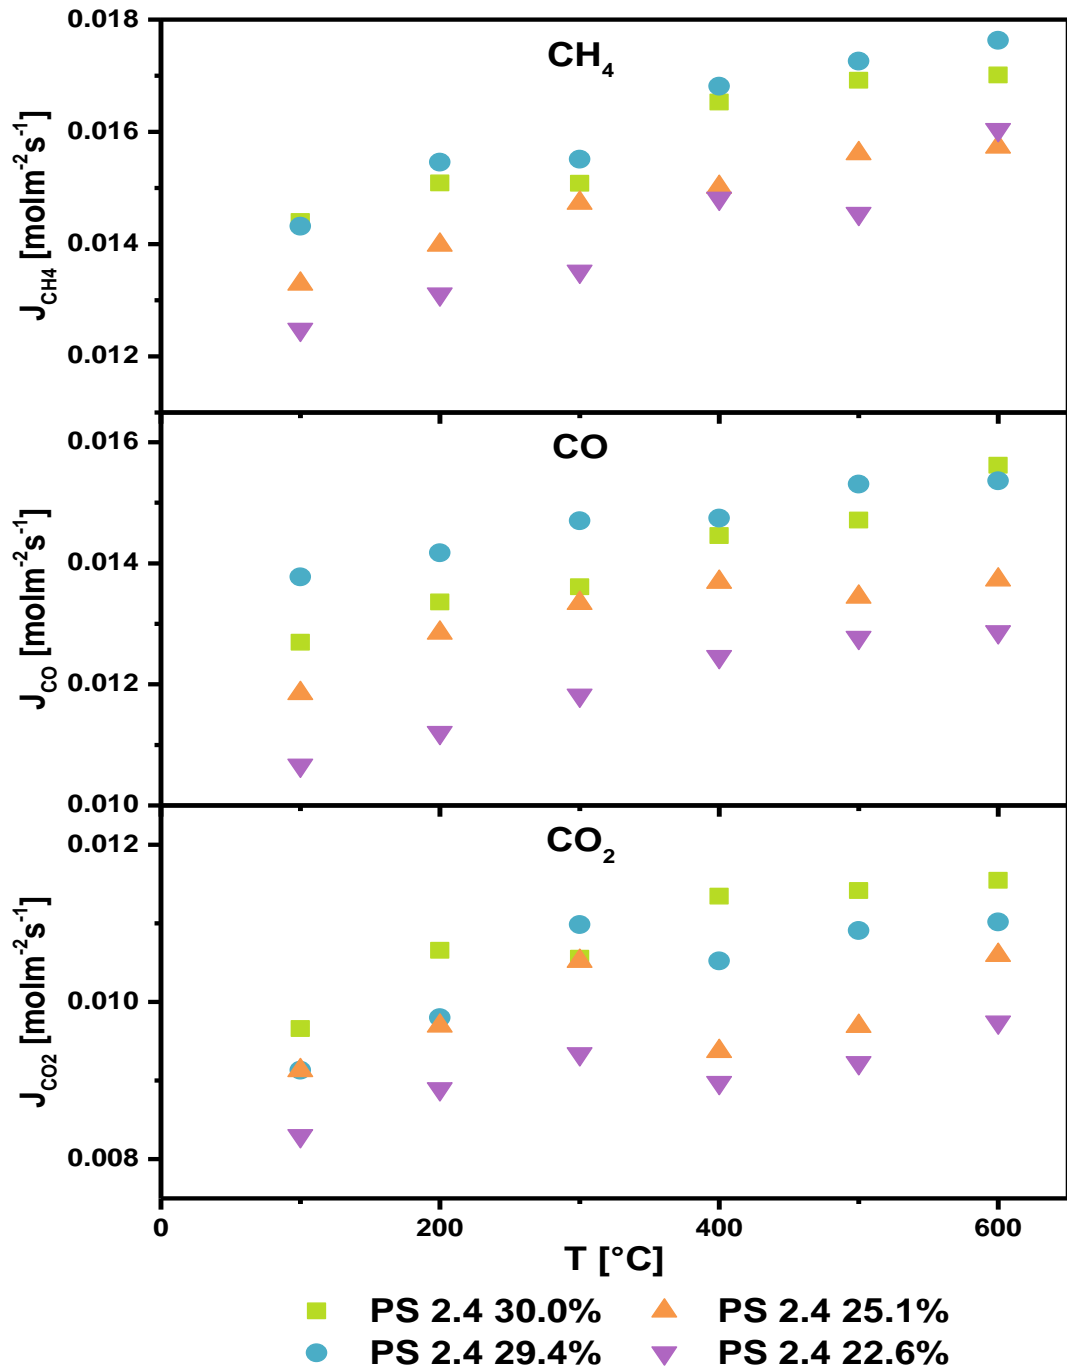 0.018
CH₄
0.016
0.014
0.012
J_CH4 [molm⁻²s⁻¹]
0.016
CO
0.014
0.012
0.010
J_CO [molm⁻²s⁻¹]
0.012
CO₂
0.010
0.008
J_CO2 [molm⁻²s⁻¹]
0 200 400 600
T [°C]
PS 2.4 30.0% PS 2.4 25.1%
PS 2.4 29.4% PS 2.4 22.6%